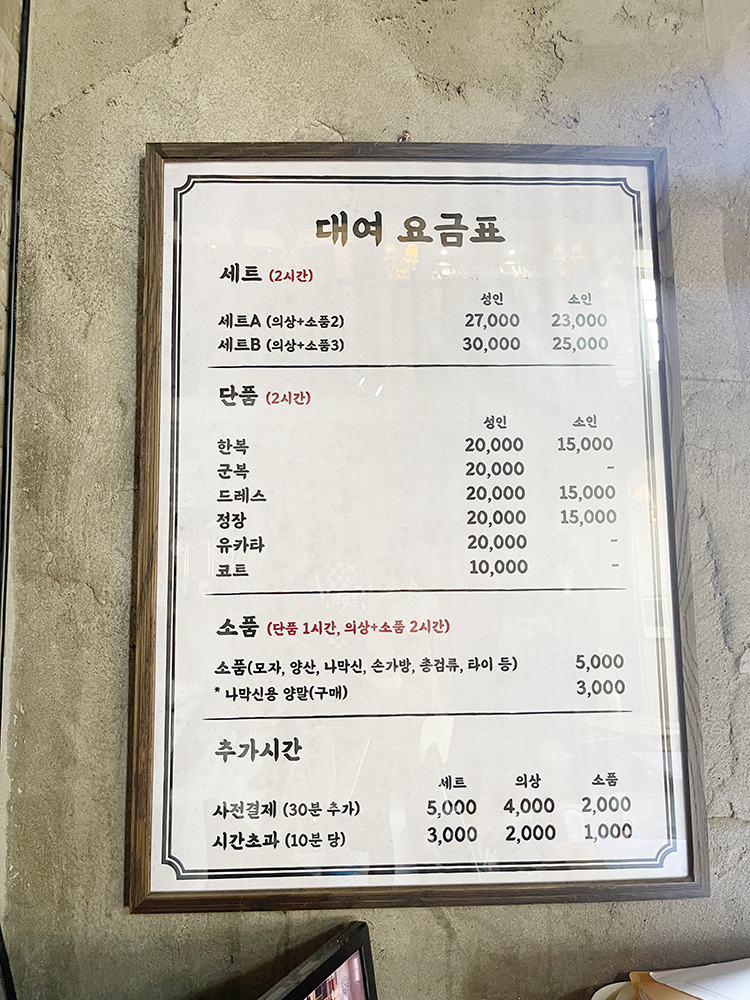 대여 요금표
세트 (2시간)
성인 소인
세트A (의상+소품2) 27,000 23,000
세트B (의상+소품3) 30,000 25,000
단품 (2시간)
성인 소인
한복 20,000 15,000
군복 20,000 -
드레스 20,000 15,000
정장 20,000 15,000
유카타 20,000 -
코트 10,000 -
소품 (단품 1시간, 의상+소품 2시간)
소품(모자, 양산, 나막신, 손가방, 총검류, 타이 등) 5,000
* 나막신용 양말(구매) 3,000
추가시간
세트 의상 소품
사전결제 (30분 추가) 5,000 4,000 2,000
시간초과 (10분 당) 3,000 2,000 1,000